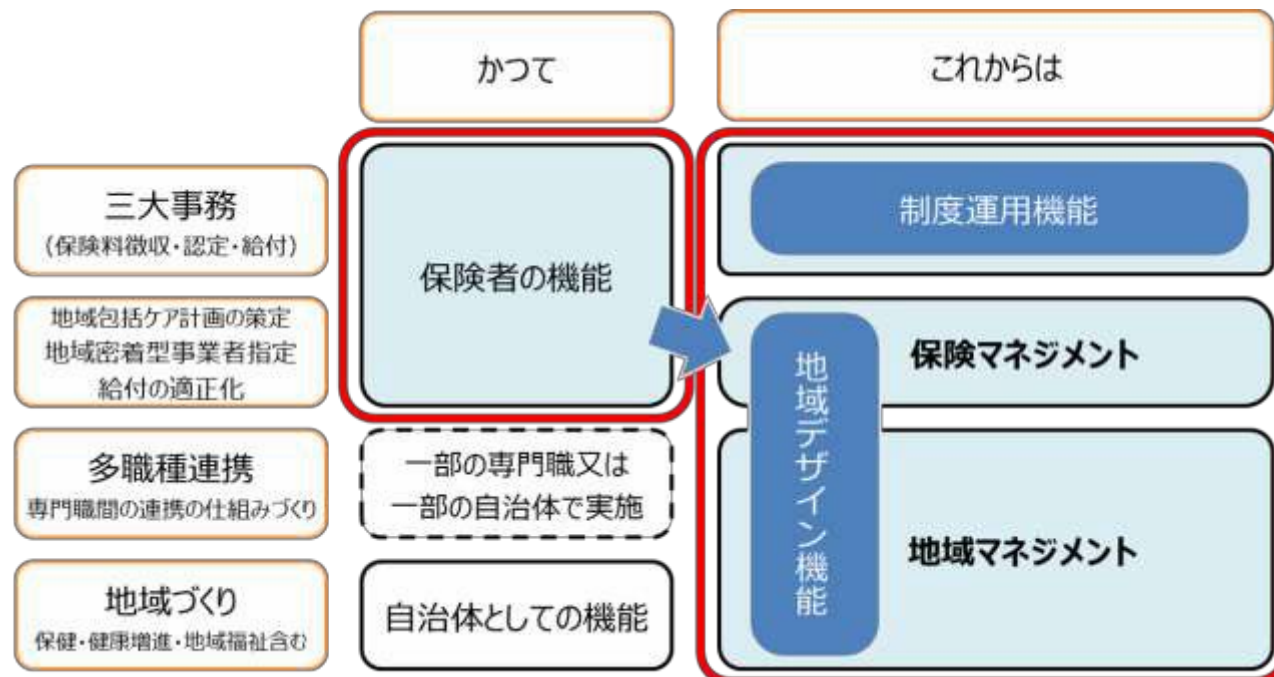 かつて
これからは
三大事務
（保険料徴収・認定・給付）
保険者の機能
制度運用機能
地域包括ケア計画の策定
地域密着型事業者指定
給付の適正化
保険マネジメント
地域デザイン機能
多職種連携
専門職間の連携の仕組みづくり
一部の専門職又は
一部の自治体で実施
地域マネジメント
地域づくり
保健・健康増進・地域福祉含む
自治体としての機能